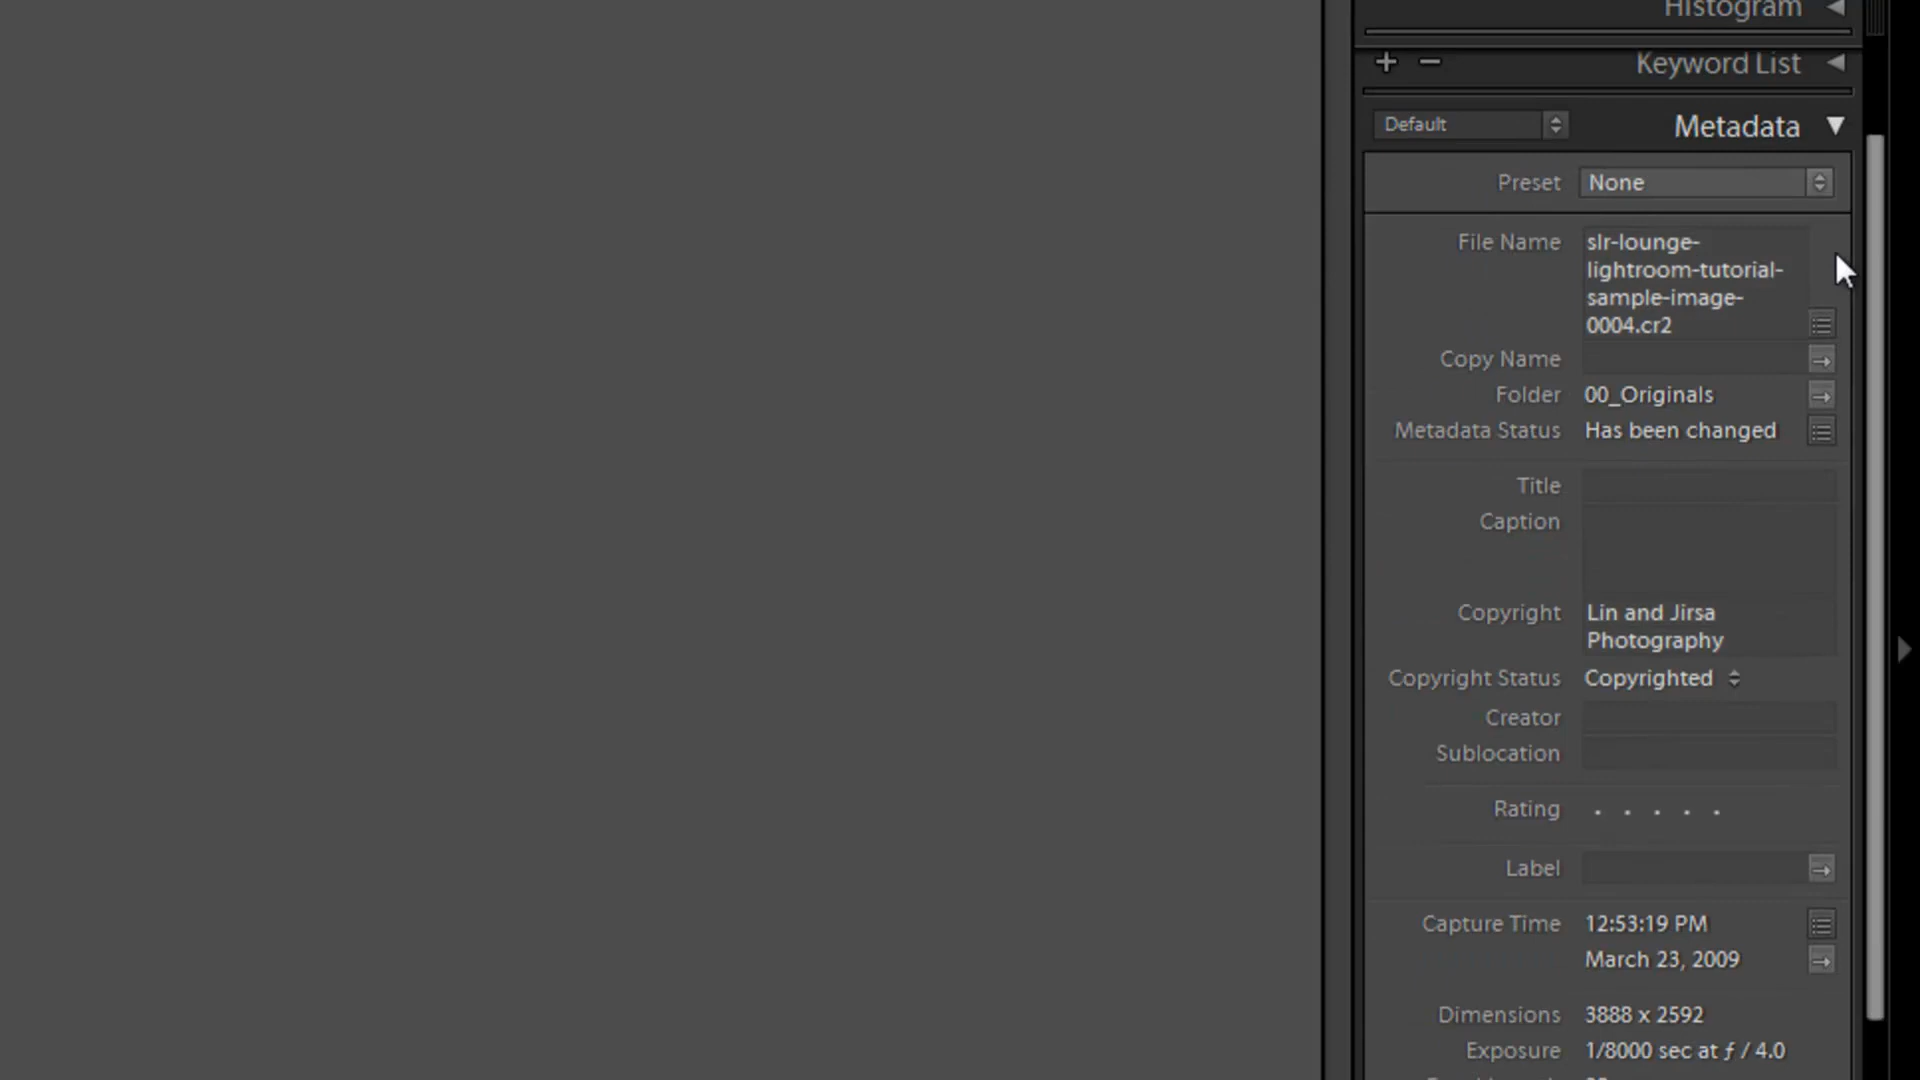 Histogram
+ − Keyword List
Default Metadata
Preset None
File Name slr-lounge-
lightroom-tutorial-
sample-image-
0004.cr2
Copy Name
Folder 00_Originals
Metadata Status Has been changed
Title
Caption
Copyright Lin and Jirsa
Photography
Copyright Status Copyrighted
Creator
Sublocation
Rating . . . . .
Label
Capture Time 12:53:19 PM
March 23, 2009
Dimensions 3888 x 2592
Exposure 1/8000 sec at ƒ / 4.0